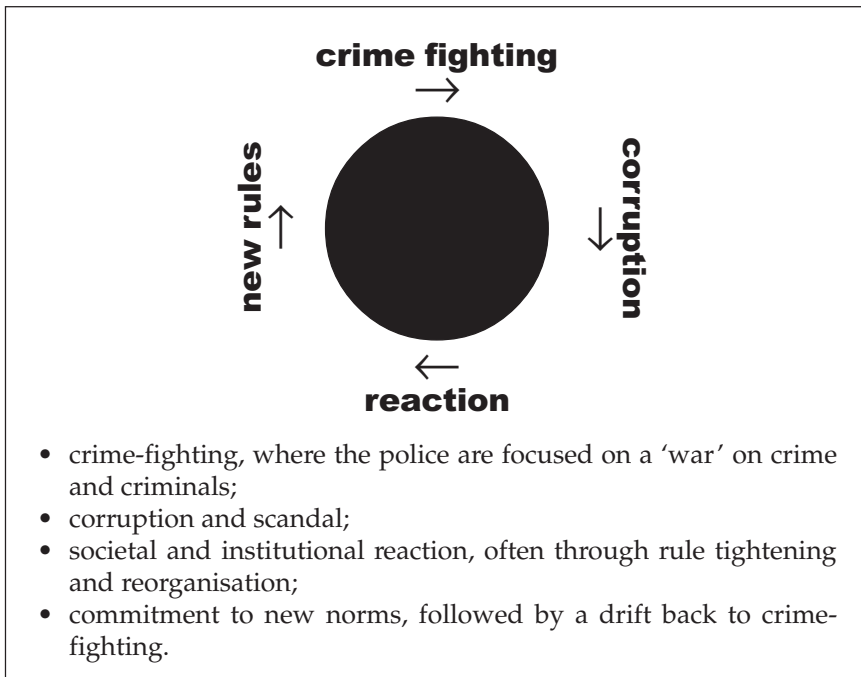 crime fighting
→
new rules
↑
corruption
↓
←
reaction
• crime-fighting, where the police are focused on a ‘war’ on crime
and criminals;
• corruption and scandal;
• societal and institutional reaction, often through rule tightening
and reorganisation;
• commitment to new norms, followed by a drift back to crime-
fighting.